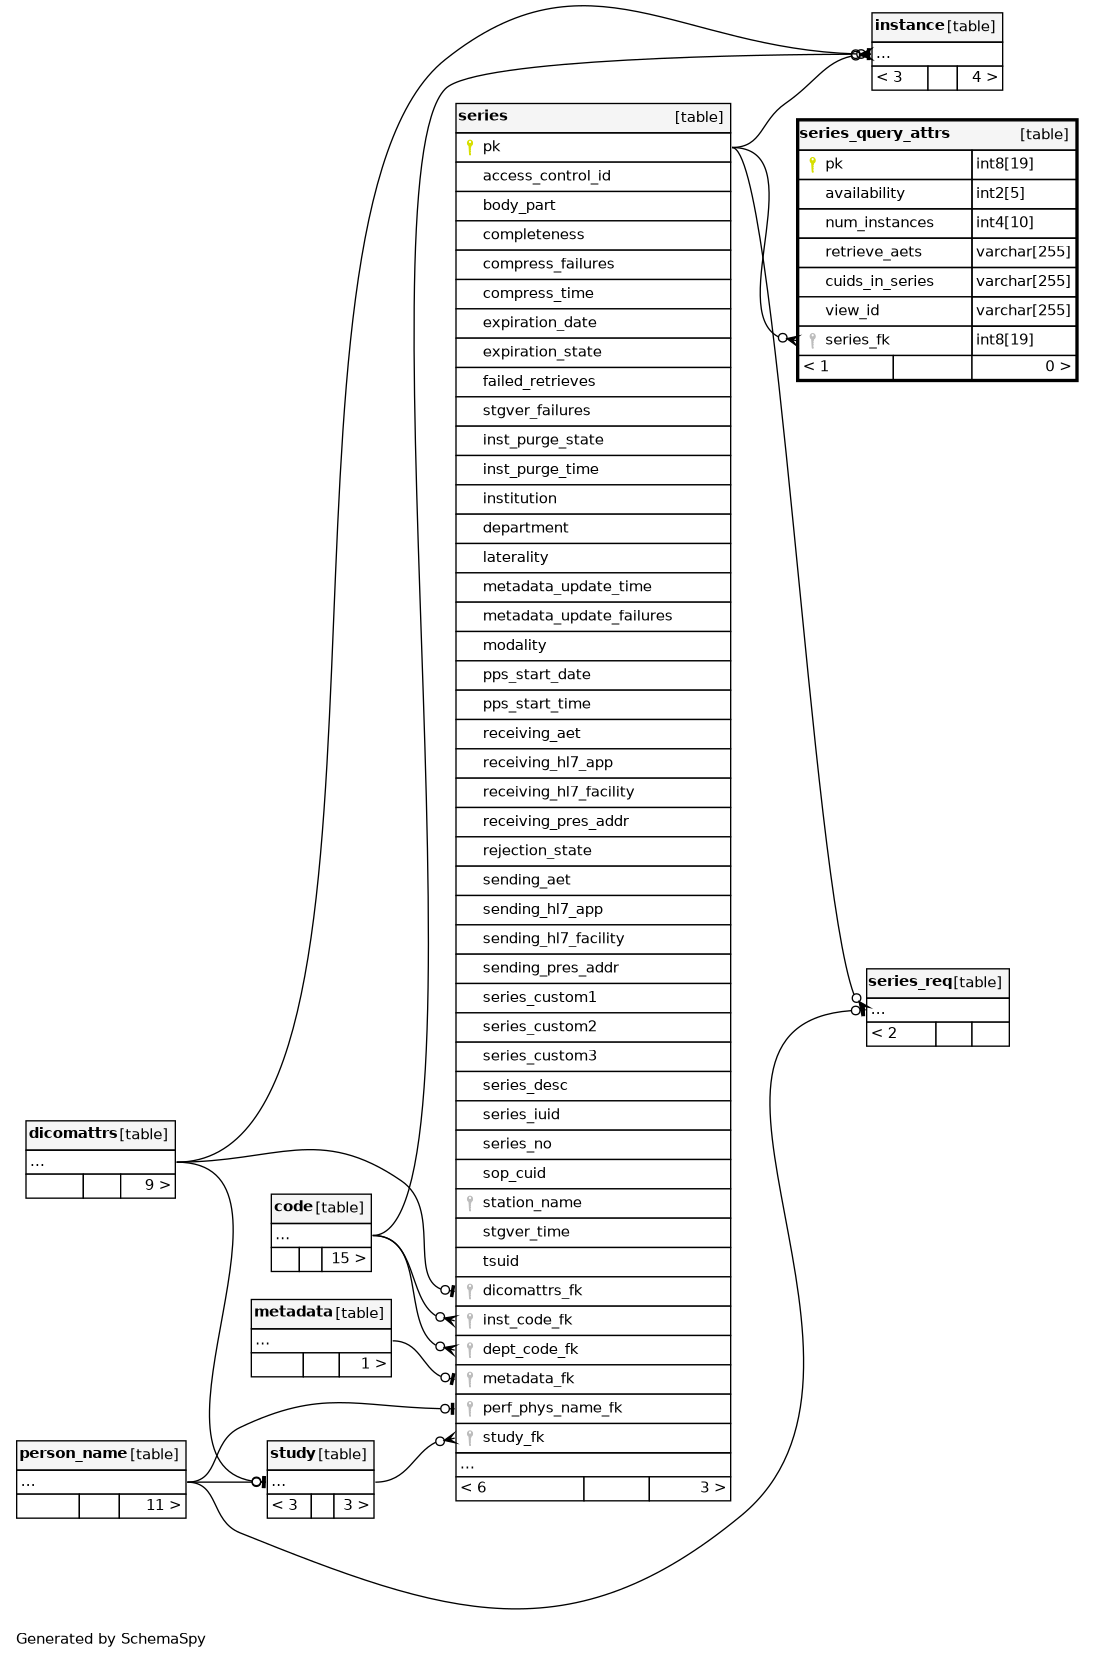 instance [table]
...
< 3 4 >
series [table]
pk
access_control_id
body_part
completeness
compress_failures
compress_time
expiration_date
expiration_state
failed_retrieves
stgver_failures
inst_purge_state
inst_purge_time
institution
department
laterality
metadata_update_time
metadata_update_failures
modality
pps_start_date
pps_start_time
receiving_aet
receiving_hl7_app
receiving_hl7_facility
receiving_pres_addr
rejection_state
sending_aet
sending_hl7_app
sending_hl7_facility
sending_pres_addr
series_custom1
series_custom2
series_custom3
series_desc
series_iuid
series_no
sop_cuid
station_name
stgver_time
tsuid
dicomattrs_fk
inst_code_fk
dept_code_fk
metadata_fk
perf_phys_name_fk
study_fk
...
< 6 3 >
series_query_attrs [table]
pk int8[19]
availability int2[5]
num_instances int4[10]
retrieve_aets varchar[255]
cuids_in_series varchar[255]
view_id varchar[255]
series_fk int8[19]
< 1 0 >
series_req [table]
...
< 2
dicomattrs [table]
...
9 >
code [table]
...
15 >
metadata [table]
...
1 >
person_name [table]
...
11 >
study [table]
...
< 3 3 >
Generated by SchemaSpy